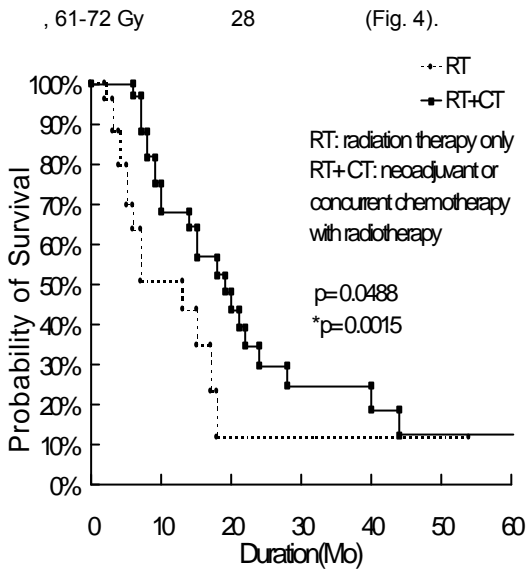 , 61-72 Gy 28 (Fig. 4).
RT
RT+CT
100%
90%
80%
70%
60%
50%
40%
30%
20%
10%
0%
Probability of Survival
RT: radiation therapy only
RT+ CT: neoadjuvant or
concurrent chemotherapy
with radiotherapy
p=0.0488
*p=0.0015
0 10 20 30 40 50 60
Duration(Mo)